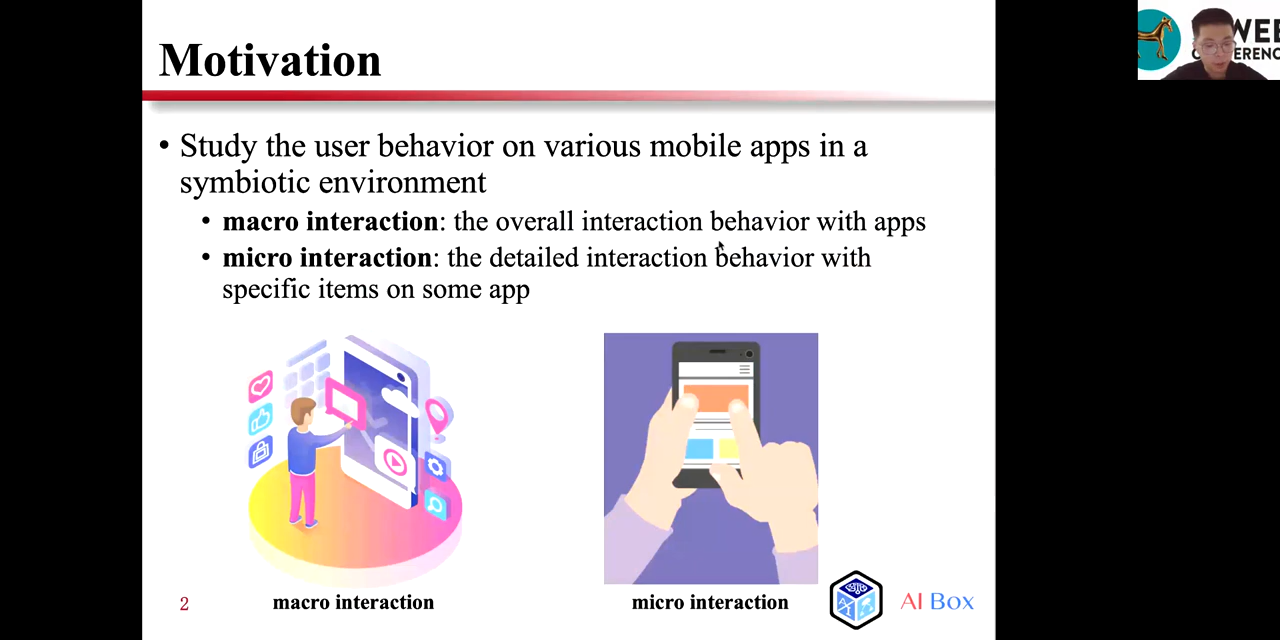 Motivation
• Study the user behavior on various mobile apps in a
symbiotic environment
• macro interaction: the overall interaction behavior with apps
• micro interaction: the detailed interaction behavior with
specific items on some app
2
macro interaction
micro interaction
AI Box